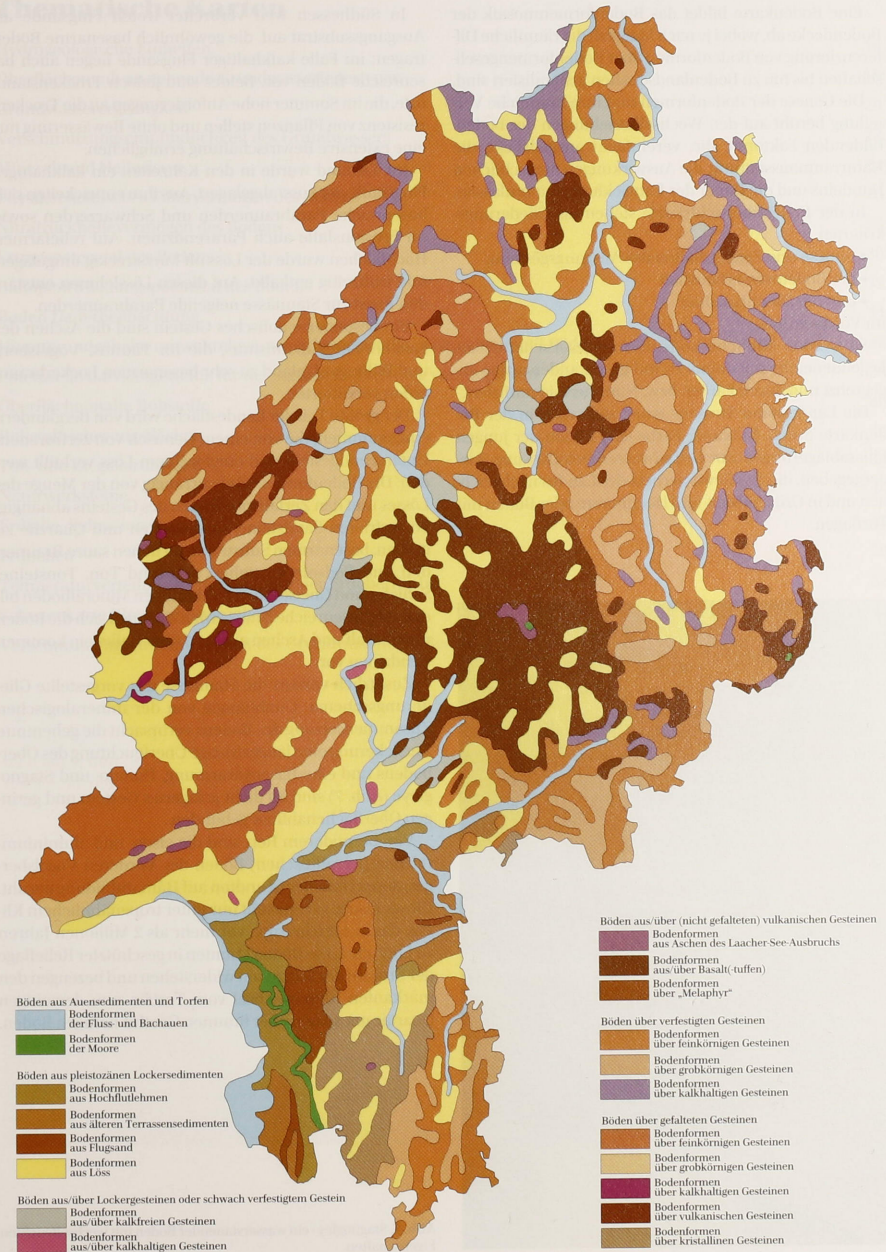 Böden aus Auensedimenten und Torfen
Bodenformen
der Fluss- und Bachauen
Bodenformen
der Moore
Böden aus pleistozänen Lockersedimenten
Bodenformen
aus Hochflutlehmen
Bodenformen
aus älteren Terrassensedimenten
Bodenformen
aus Flugsand
Bodenformen
aus Löss
Böden aus/über Lockergesteinen oder schwach verfestigtem Gestein
Bodenformen
aus/über kalkfreien Gesteinen
Bodenformen
aus/über kalkhaltigen Gesteinen
Böden aus/über (nicht gefalteten) vulkanischen Gesteinen
Bodenformen
aus Aschen des Laacher-See-Ausbruchs
Bodenformen
aus/über Basalt(-tuffen)
Bodenformen
über „Melaphyr“
Böden über verfestigten Gesteinen
Bodenformen
über feinkörnigen Gesteinen
Bodenformen
über grobkörnigen Gesteinen
Bodenformen
über kalkhaltigen Gesteinen
Böden über gefalteten Gesteinen
Bodenformen
über feinkörnigen Gesteinen
Bodenformen
über grobkörnigen Gesteinen
Bodenformen
über kalkhaltigen Gesteinen
Bodenformen
über vulkanischen Gesteinen
Bodenformen
über kristallinen Gesteinen